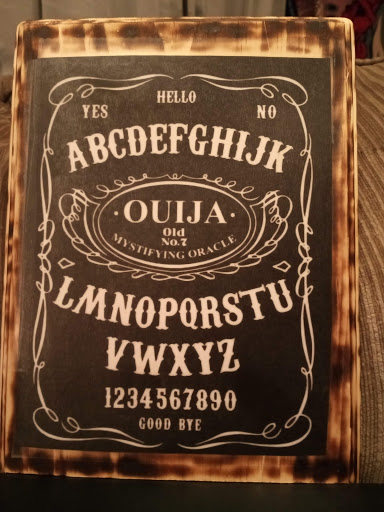 HELLO
YES NO
ABCDEFGHIJK
·OUIJA·
Old
No.7
MYSTIFYING ORACLE
LMNOPQRSTU
VWXYZ
1234567890
GOOD BYE